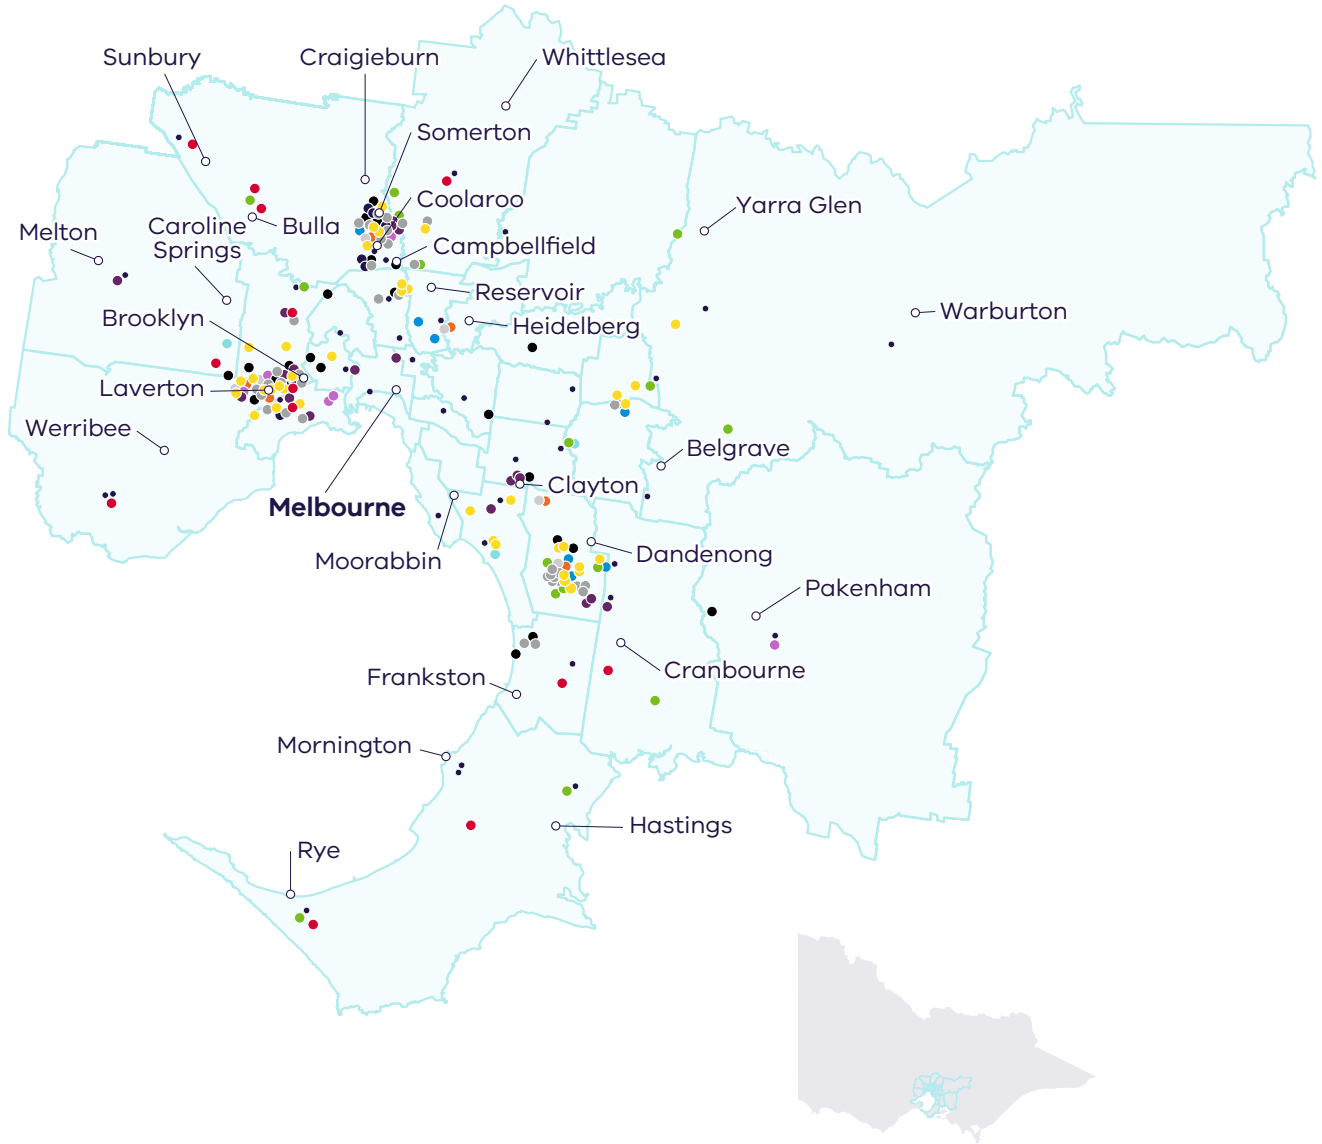 Sunbury
Craigieburn
Whittlesea
Somerton
Coolaroo
Yarra Glen
Melton
Caroline
Springs
Bulla
Campbellfield
Reservoir
Brooklyn
Heidelberg
Warburton
Laverton
Werribee
Belgrave
Clayton
Melbourne
Moorabbin
Dandenong
Pakenham
Cranbourne
Frankston
Mornington
Hastings
Rye